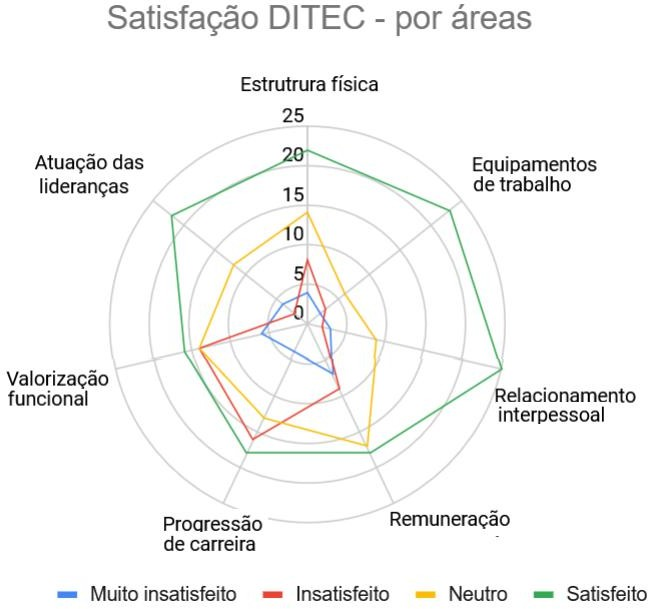 Satisfação DITEC - por áreas
Estrutrura física
25
20
15
10
5
0
Equipamentos
de trabalho
Relacionamento
interpessoal
Remuneração
Progressão
de carreira
Valorização
funcional
Atuação das
lideranças
Muito insatisfeito
Insatisfeito
Neutro
Satisfeito